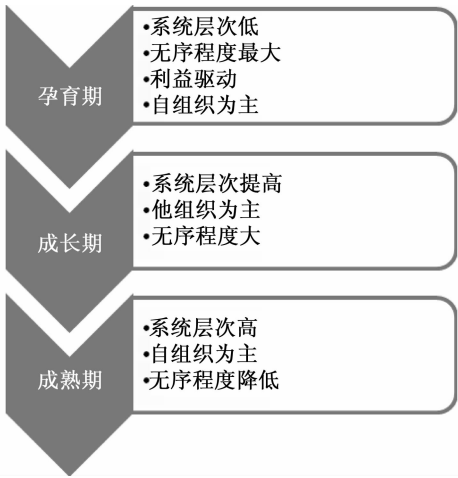 孕育期
•系统层次低
•无序程度最大
•利益驱动
•自组织为主
成长期
•系统层次提高
•他组织为主
•无序程度大
成熟期
•系统层次高
•自组织为主
•无序程度降低